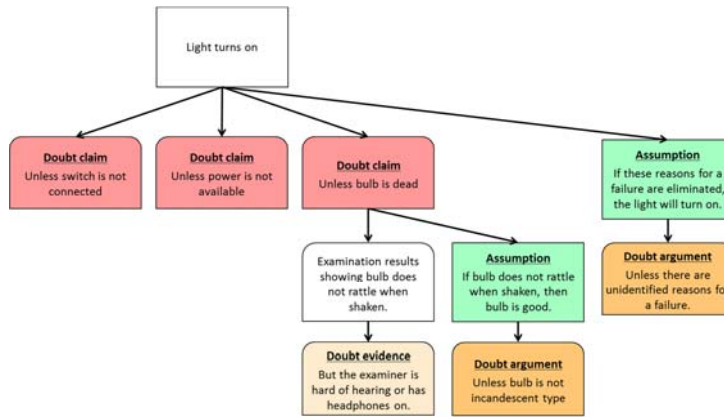 Light turns on
Doubt claim
Unless switch is not
connected
Doubt claim
Unless power is not
available
Doubt claim
Unless bulb is dead
Assumption
If these reasons for a
failure are eliminated,
the light will turn on.
Examination results
showing bulb does
not rattle when
shaken.
Assumption
If bulb does not rattle
when shaken, then
bulb is good.
Doubt argument
Unless there are
unidentified reasons for
a failure.
Doubt evidence
But the examiner is
hard of hearing or has
headphones on.
Doubt argument
Unless bulb is not
incandescent type